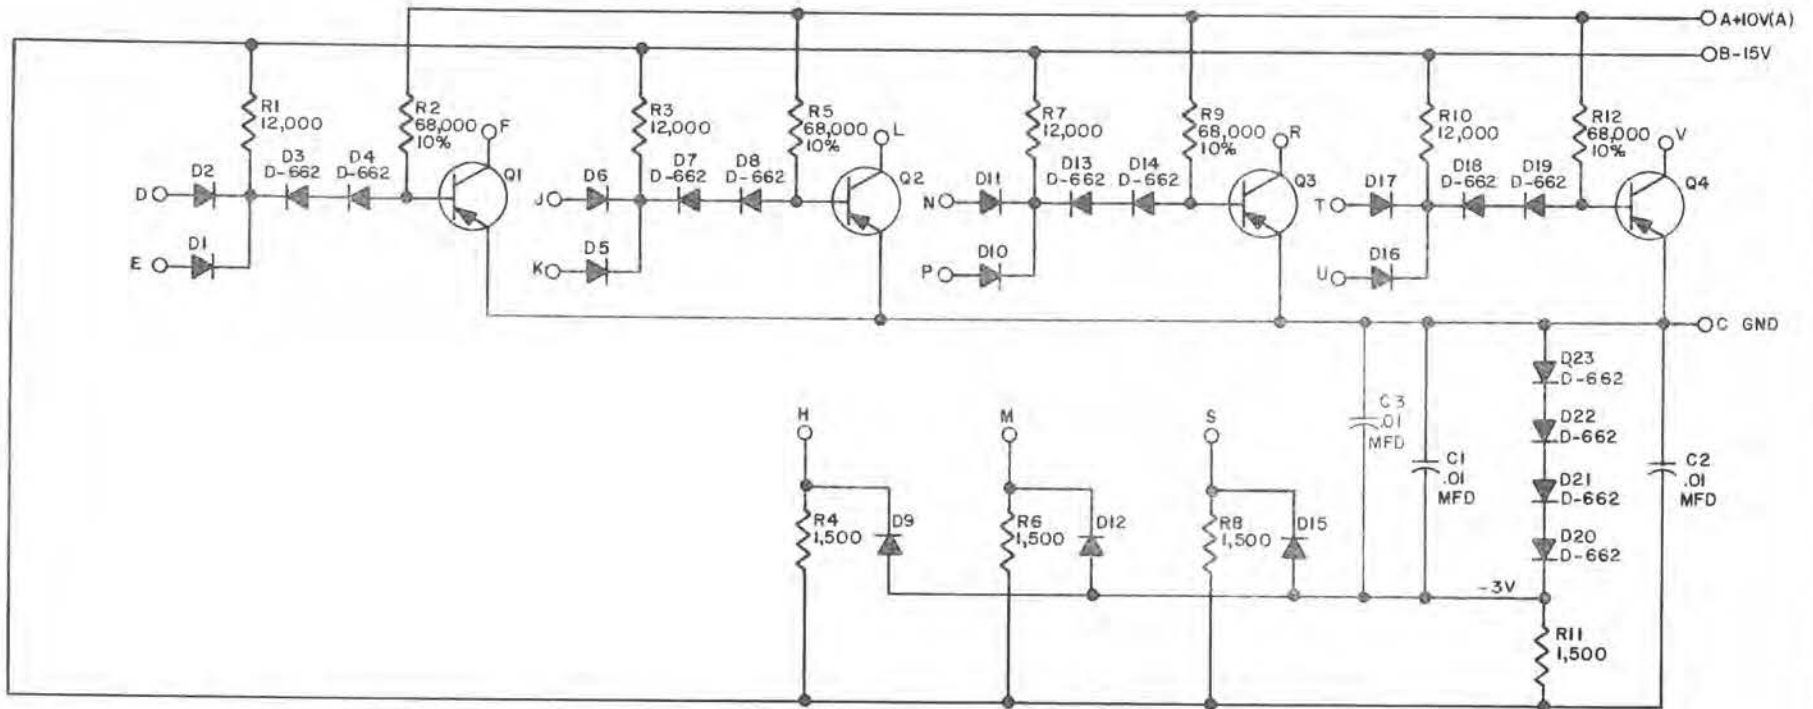 A+10V(A)
B-15V
R1
12,000
R2
68,000
10%
F
R3
12,000
R5
68,000
10%
L
R7
12,000
R9
68,000
10%
R
R10
12,000
R12
68,000
10%
V
D2
D3
D-662
D4
D-662
Q1
D
D6
D7
D-662
D8
D-662
Q2
J
D11
D13
D-662
D14
D-662
Q3
N
D17
D18
D-662
D19
D-662
Q4
T
D1
E
D5
K
D10
P
D16
U
C GND
D23
D-662
C3
.01
MFD
D22
D-662
C1
.01
MFD
C2
.01
MFD
D21
D-662
D20
D-662
H
M
S
R4
1,500
D9
R6
1,500
D12
R8
1,500
D15
-3V
R11
1,500